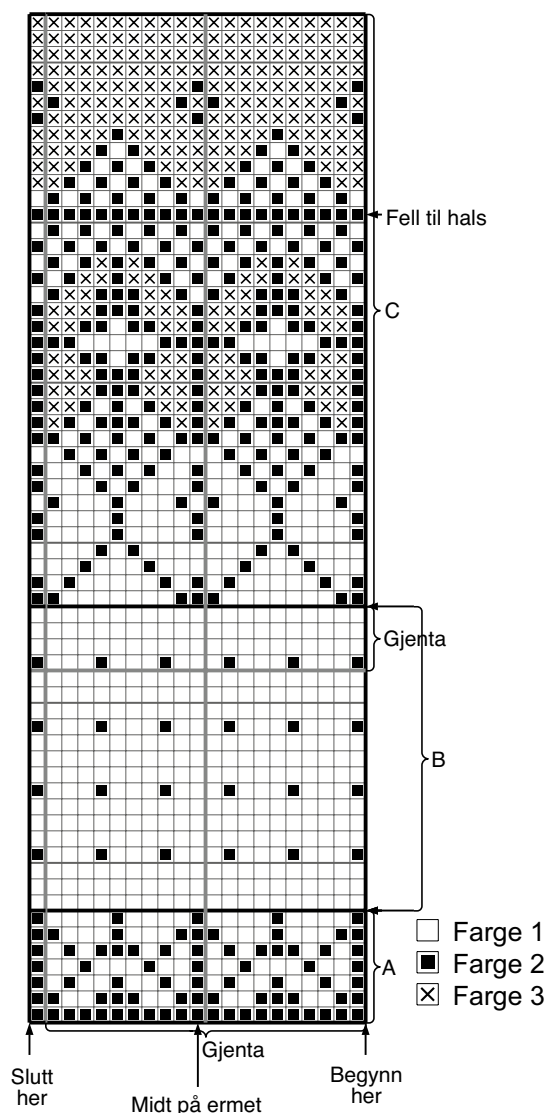 Fell til hals
C
Gjenta
B
Farge 1
Farge 2
Farge 3
A
Gjenta
Slutt
her
Midt på ermet
Begynn
her